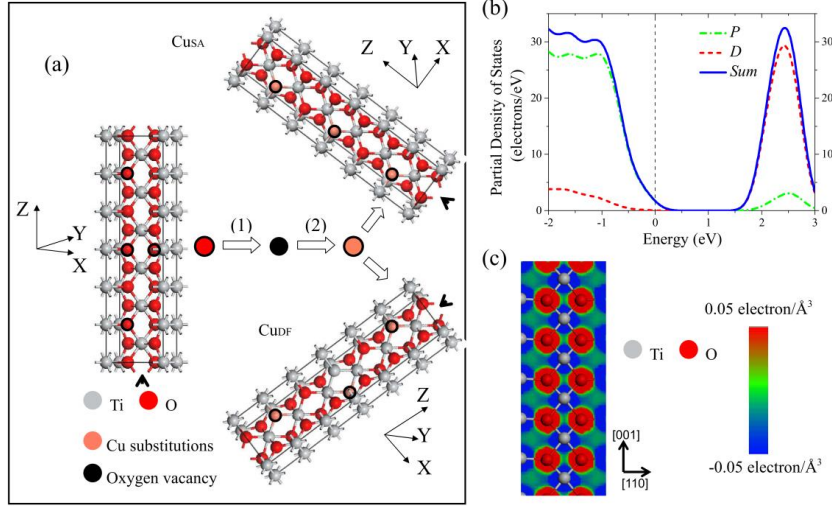 (a)
CuSA
Z
Y
X
Z
Y
X
(1)
(2)
CuDF
Z
Y
X
Ti
O
Cu substitutions
Oxygen vacancy
(b)
Partial Density of States
(electrons/eV)
30
20
10
0
30
20
10
0
P
D
Sum
-2
-1
0
1
2
3
Energy (eV)
(c)
0.05 electron/Å³
Ti
O
[001]
[110]
-0.05 electron/Å³